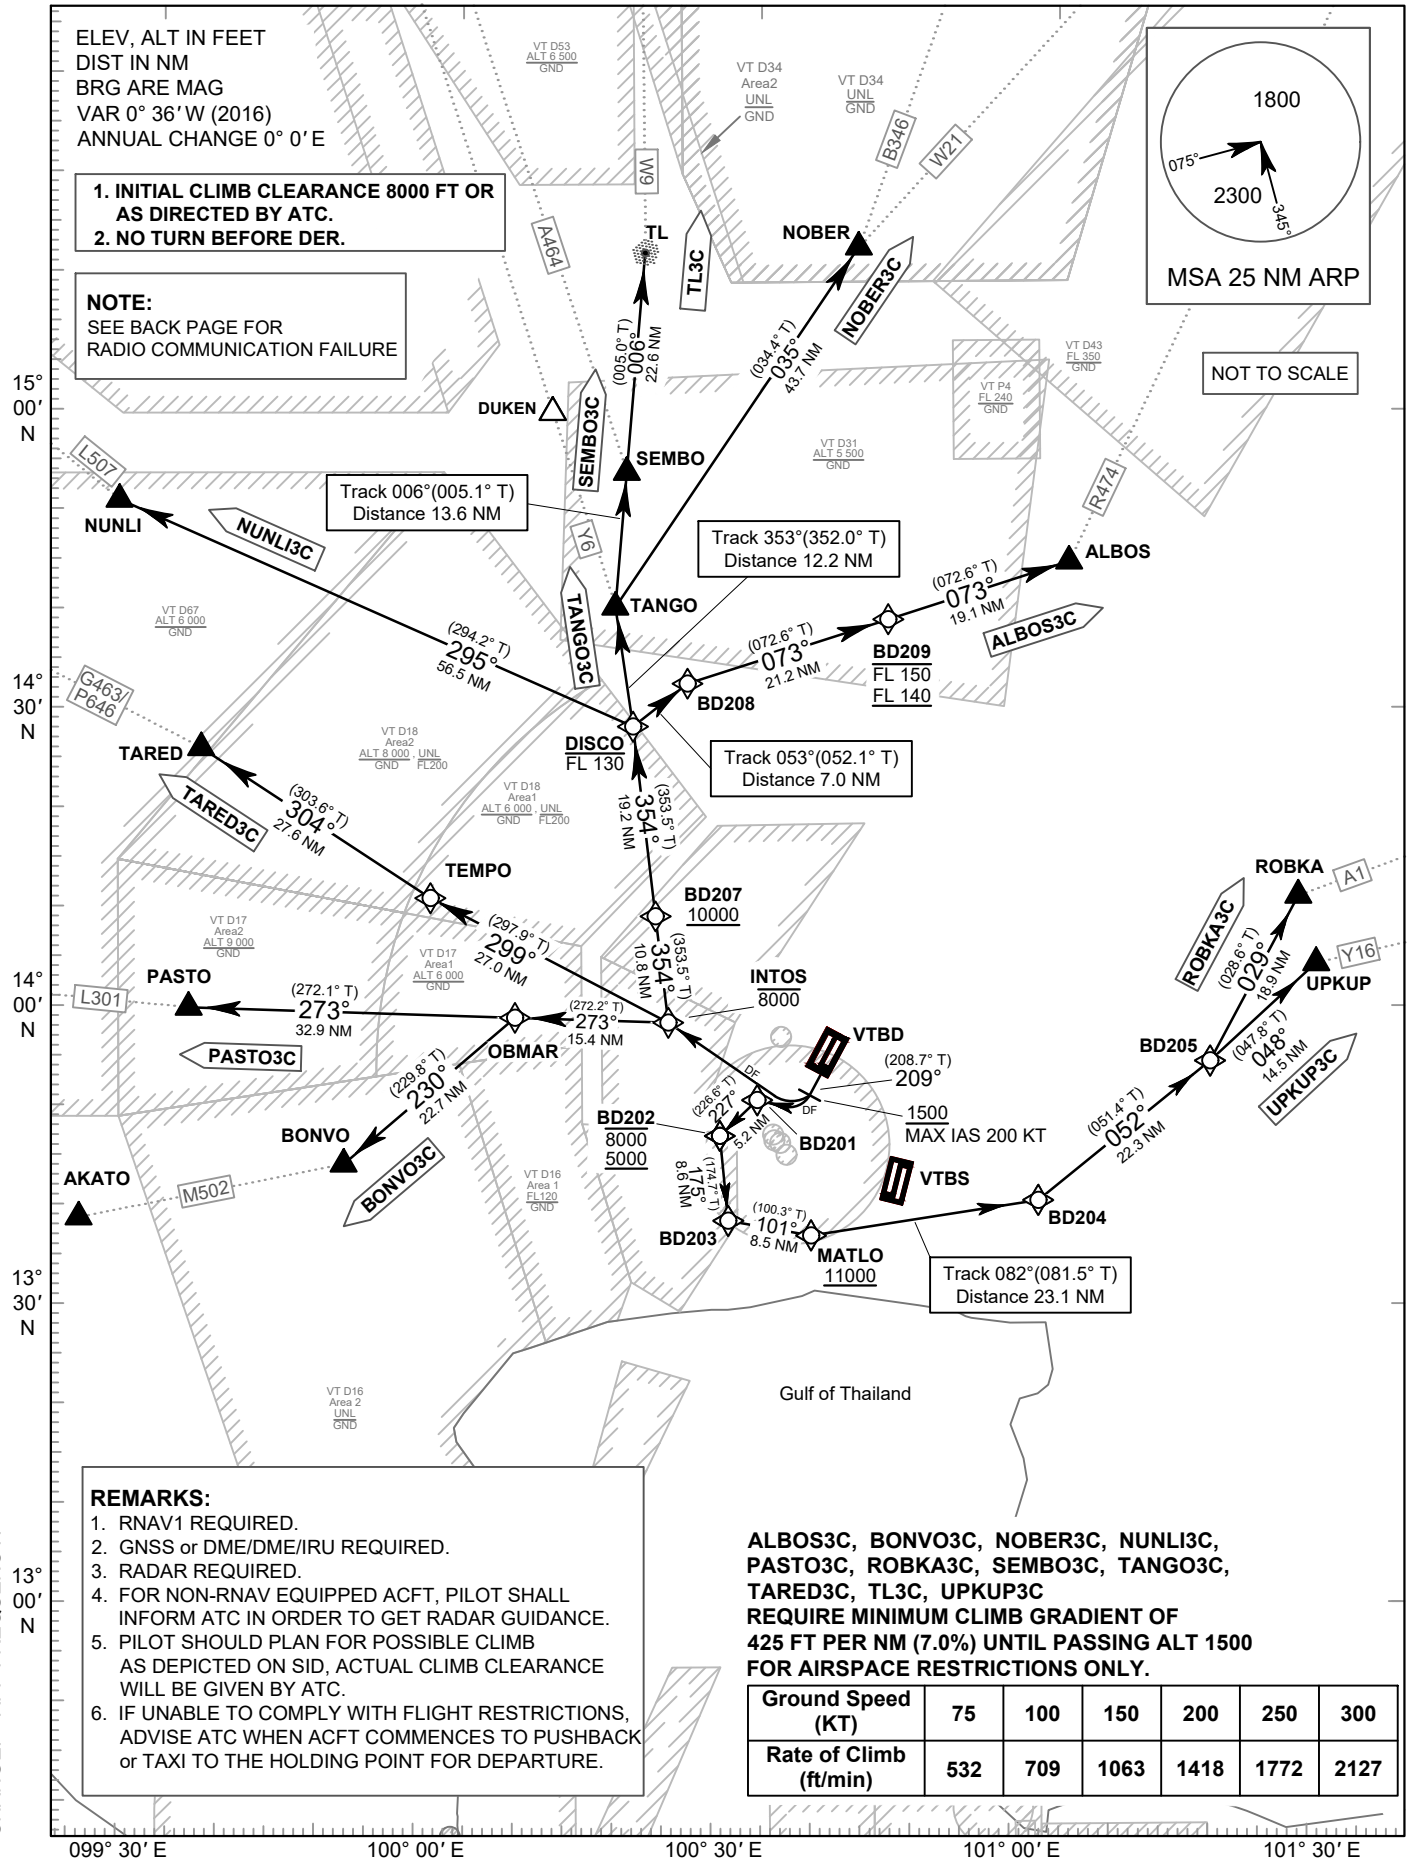 ELEV, ALT IN FEET
DIST IN NM
BRG ARE MAG
VAR 0° 36′ W (2016)
ANNUAL CHANGE 0° 0′ E
1. INITIAL CLIMB CLEARANCE 8000 FT OR
AS DIRECTED BY ATC.
2. NO TURN BEFORE DER.
NOTE:
SEE BACK PAGE FOR
RADIO COMMUNICATION FAILURE
VT D53
ALT 6 500
GND
VT D34
Area2
UNL
GND
VT D34
UNL
GND
B346
W21
W9
A464
1800
075°
2300
345°
MSA 25 NM ARP
NOT TO SCALE
TL
TL3C
NOBER
NOBER3C
(005.0° T)
006°
22.6 NM
(034.4° T)
035°
43.7 NM
VT D43
FL 350
GND
VT P4
FL 240
GND
VT D31
ALT 5 500
GND
R474
15°
00′
N
DUKEN
SEMBO3C
SEMBO
L507
NUNLI
NUNLI3C
Track 006°(005.1° T)
Distance 13.6 NM
Y6
Track 353°(352.0° T)
Distance 12.2 NM
ALBOS
(072.6° T)
073°
19.1 NM
ALBOS3C
TANGO
TANGO3C
VT D67
ALT 6 000
GND
(294.2° T)
295°
56.5 NM
(072.6° T)
073°
21.2 NM
BD209
FL 150
FL 140
BD208
14°
30′
N
G463/
P646
TARED
TARED3C
VT D18
Area2
ALT 8 000 , UNL
GND FL200
DISCO
FL 130
Track 053°(052.1° T)
Distance 7.0 NM
VT D18
Area1
ALT 6 000 , UNL
GND FL200
(303.6° T)
304°
27.6 NM
(353.5° T)
354°
19.2 NM
TEMPO
BD207
10000
ROBKA
A1
ROBKA3C
VT D17
Area2
ALT 9 000
GND
VT D17
Area1
ALT 6 000
GND
(297.9° T)
299°
27.0 NM
(353.5° T)
354°
10.8 NM
INTOS
8000
(028.6° T)
029°
18.9 NM
Y16
UPKUP
14°
00′
N
L301
PASTO
(272.1° T)
273°
32.9 NM
PASTO3C
OBMAR
(272.2° T)
273°
15.4 NM
VTBD
(208.7° T)
209°
DF
DF
1500
MAX IAS 200 KT
BD205
(047.8° T)
048°
14.5 NM
UPKUP3C
(229.8° T)
230°
22.7 NM
BONVO
BONVO3C
(226.6° T)
227°
5.2 NM
BD201
BD202
8000
5000
(051.4° T)
052°
22.3 NM
AKATO
M502
VT D16
Area 1
FL120
GND
(174.7° T)
175°
8.6 NM
VTBS
BD203
(100.3° T)
101°
8.5 NM
MATLO
11000
BD204
Track 082°(081.5° T)
Distance 23.1 NM
13°
30′
N
Gulf of Thailand
VT D16
Area 2
UNL
GND
REMARKS:
1. RNAV1 REQUIRED.
2. GNSS or DME/DME/IRU REQUIRED.
3. RADAR REQUIRED.
4. FOR NON-RNAV EQUIPPED ACFT, PILOT SHALL
INFORM ATC IN ORDER TO GET RADAR GUIDANCE.
5. PILOT SHOULD PLAN FOR POSSIBLE CLIMB
AS DEPICTED ON SID, ACTUAL CLIMB CLEARANCE
WILL BE GIVEN BY ATC.
6. IF UNABLE TO COMPLY WITH FLIGHT RESTRICTIONS,
ADVISE ATC WHEN ACFT COMMENCES TO PUSHBACK
or TAXI TO THE HOLDING POINT FOR DEPARTURE.
13°
00′
N
ALBOS3C, BONVO3C, NOBER3C, NUNLI3C,
PASTO3C, ROBKA3C, SEMBO3C, TANGO3C,
TARED3C, TL3C, UPKUP3C
REQUIRE MINIMUM CLIMB GRADIENT OF
425 FT PER NM (7.0%) UNTIL PASSING ALT 1500
FOR AIRSPACE RESTRICTIONS ONLY.
Ground Speed (KT) 75 100 150 200 250 300
Rate of Climb (ft/min) 532 709 1063 1418 1772 2127
099° 30′ E 100° 00′ E 100° 30′ E 101° 00′ E 101° 30′ E